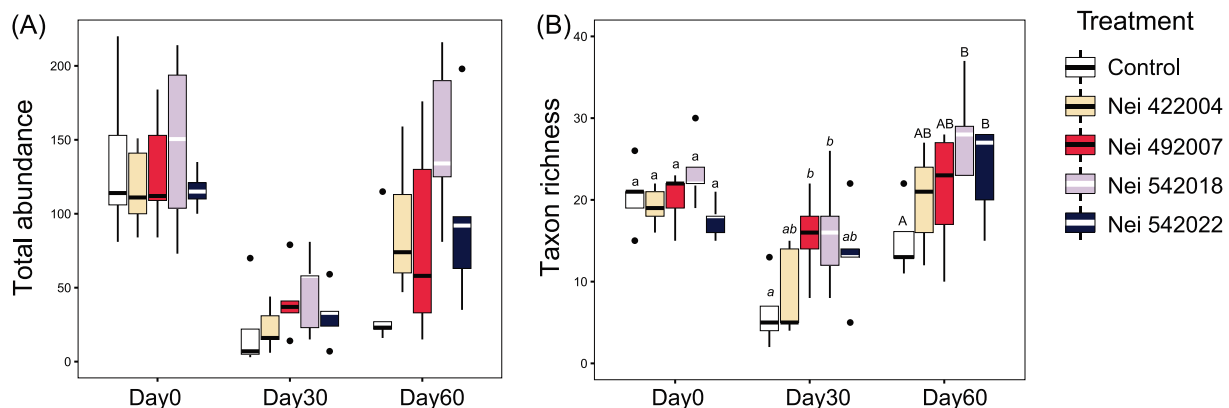 (A)
Total abundance
200
150
100
50
0
Day0 Day30 Day60
(B)
Taxon richness
40
30
20
10
0
a a a a a
a ab b b ab
A AB AB B B
Day0 Day30 Day60
Treatment
Control
Nei 422004
Nei 492007
Nei 542018
Nei 542022